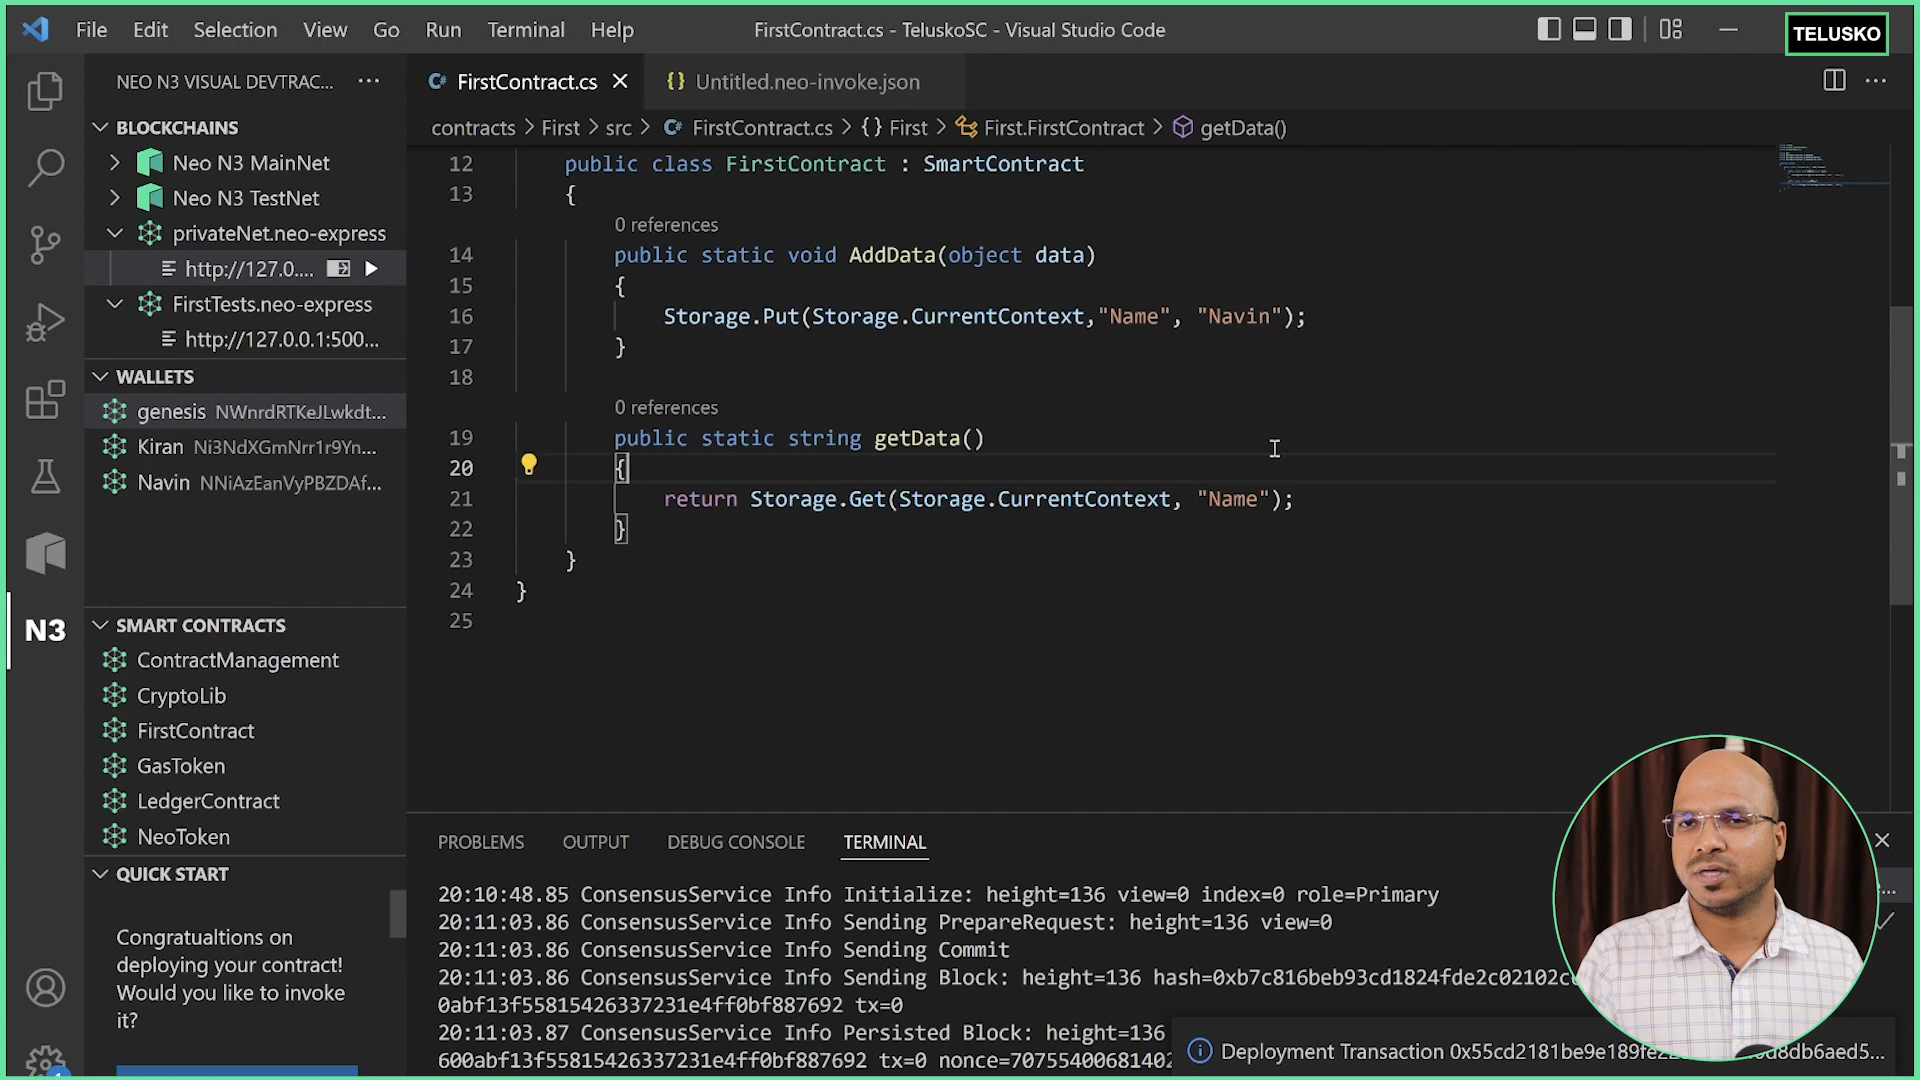 File Edit Selection View Go Run Terminal Help
FirstContract.cs - TeluskoSC - Visual Studio Code
TELUSKO
NEO N3 VISUAL DEVTRAC...
FirstContract.cs
Untitled.neo-invoke.json
contracts > First > src > FirstContract.cs > {} First > First.FirstContract > getData()
BLOCKCHAINS
Neo N3 MainNet
Neo N3 TestNet
privateNet.neo-express
http://127.0....
FirstTests.neo-express
http://127.0.0.1:500...
WALLETS
genesis NWnrdRTKeJLwkdt...
Kiran Ni3NdXGmNrr1r9Yn...
Navin NNiAzEanVyPBZDAf...
N3
SMART CONTRACTS
ContractManagement
CryptoLib
FirstContract
GasToken
LedgerContract
NeoToken
QUICK START
Congratualtions on
deploying your contract!
Would you like to invoke
it?
12 public class FirstContract : SmartContract
13 {
0 references
14 public static void AddData(object data)
15 {
16 Storage.Put(Storage.CurrentContext,"Name", "Navin");
17 }
18
0 references
19 public static string getData()
20 {
21 return Storage.Get(Storage.CurrentContext, "Name");
22 }
23 }
24 }
25
PROBLEMS OUTPUT DEBUG CONSOLE TERMINAL
20:10:48.85 ConsensusService Info Initialize: height=136 view=0 index=0 role=Primary
20:11:03.86 ConsensusService Info Sending PrepareRequest: height=136 view=0
20:11:03.86 ConsensusService Info Sending Commit
20:11:03.86 ConsensusService Info Sending Block: height=136 hash=0xb7c816beb93cd1824fde2c02102c
0abf13f55815426337231e4ff0bf887692 tx=0
20:11:03.87 ConsensusService Info Persisted Block: height=136
600abf13f55815426337231e4ff0bf887692 tx=0 nonce=7075540068140
Deployment Transaction 0x55cd2181be9e189fe2